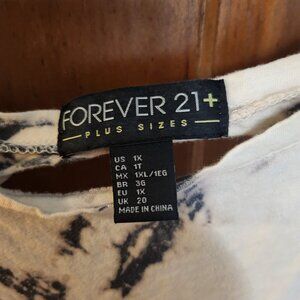 FOREVER 21+
PLUS SIZES
US 1X
CA 1T
MX 1XL/1EG
BR 3G
EU 1X
UK 20
MADE IN CHINA